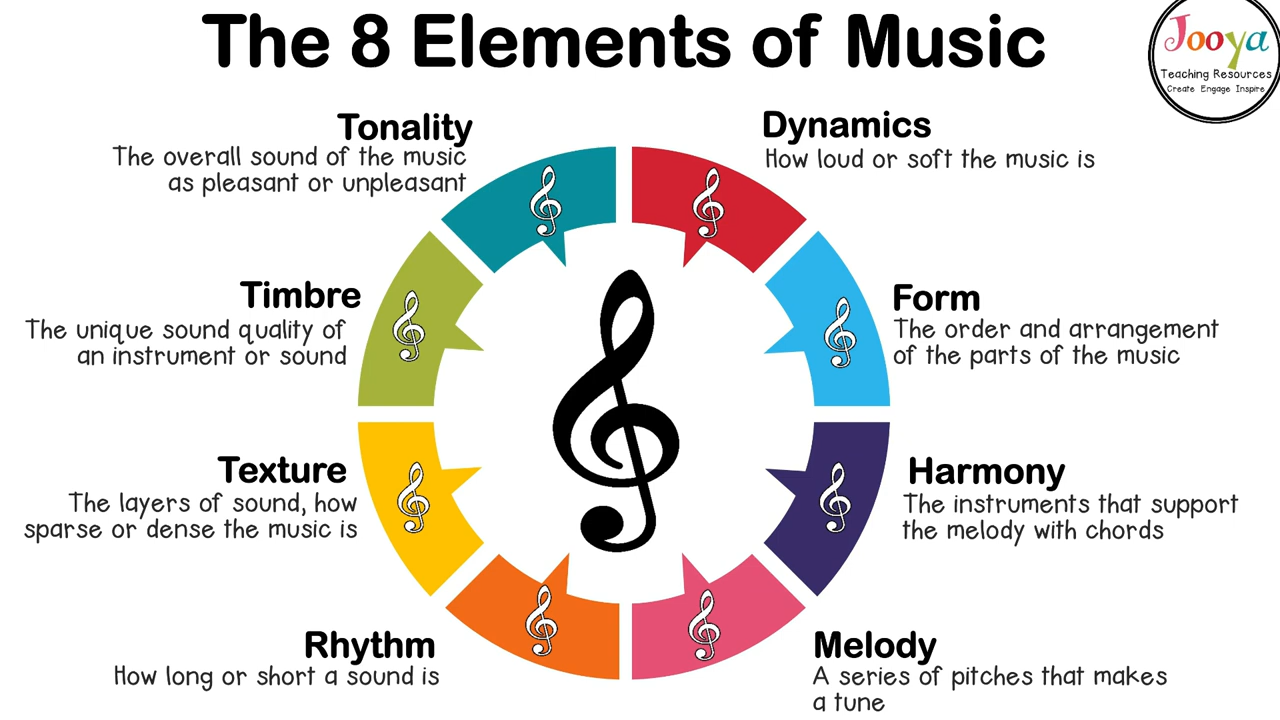 The 8 Elements of Music
Jooya
Teaching Resources
Create Engage Inspire
Tonality
The overall sound of the music
as pleasant or unpleasant
Dynamics
How loud or soft the music is
Timbre
The unique sound quality of
an instrument or sound
Form
The order and arrangement
of the parts of the music
Texture
The layers of sound, how
sparse or dense the music is
Harmony
The instruments that support
the melody with chords
Rhythm
How long or short a sound is
Melody
A series of pitches that makes
a tune